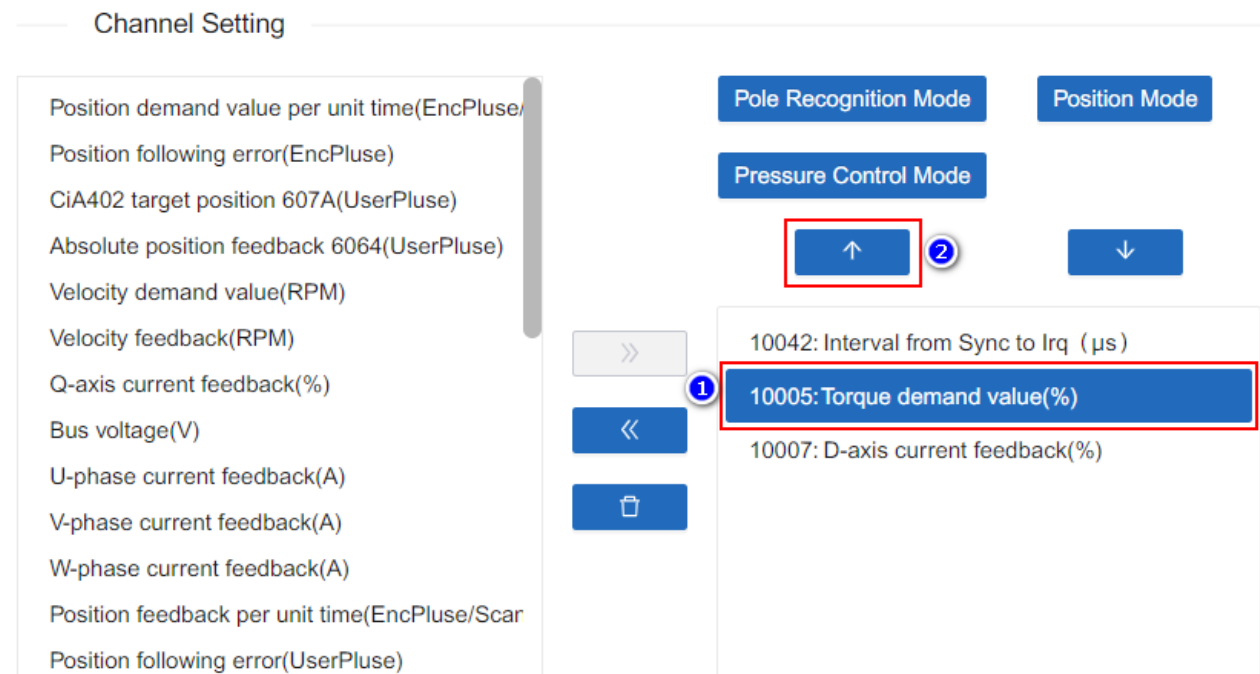 Channel Setting
Position demand value per unit time(EncPluse/
Position following error(EncPluse)
CiA402 target position 607A(UserPluse)
Absolute position feedback 6064(UserPluse)
Velocity demand value(RPM)
Velocity feedback(RPM)
Q-axis current feedback(%)
Bus voltage(V)
U-phase current feedback(A)
V-phase current feedback(A)
W-phase current feedback(A)
Position feedback per unit time(EncPluse/Scar
Position following error(UserPluse)
Pole Recognition Mode
Position Mode
Pressure Control Mode
2
1
10042: Interval from Sync to Irq（μs）
10005: Torque demand value(%)
10007: D-axis current feedback(%)